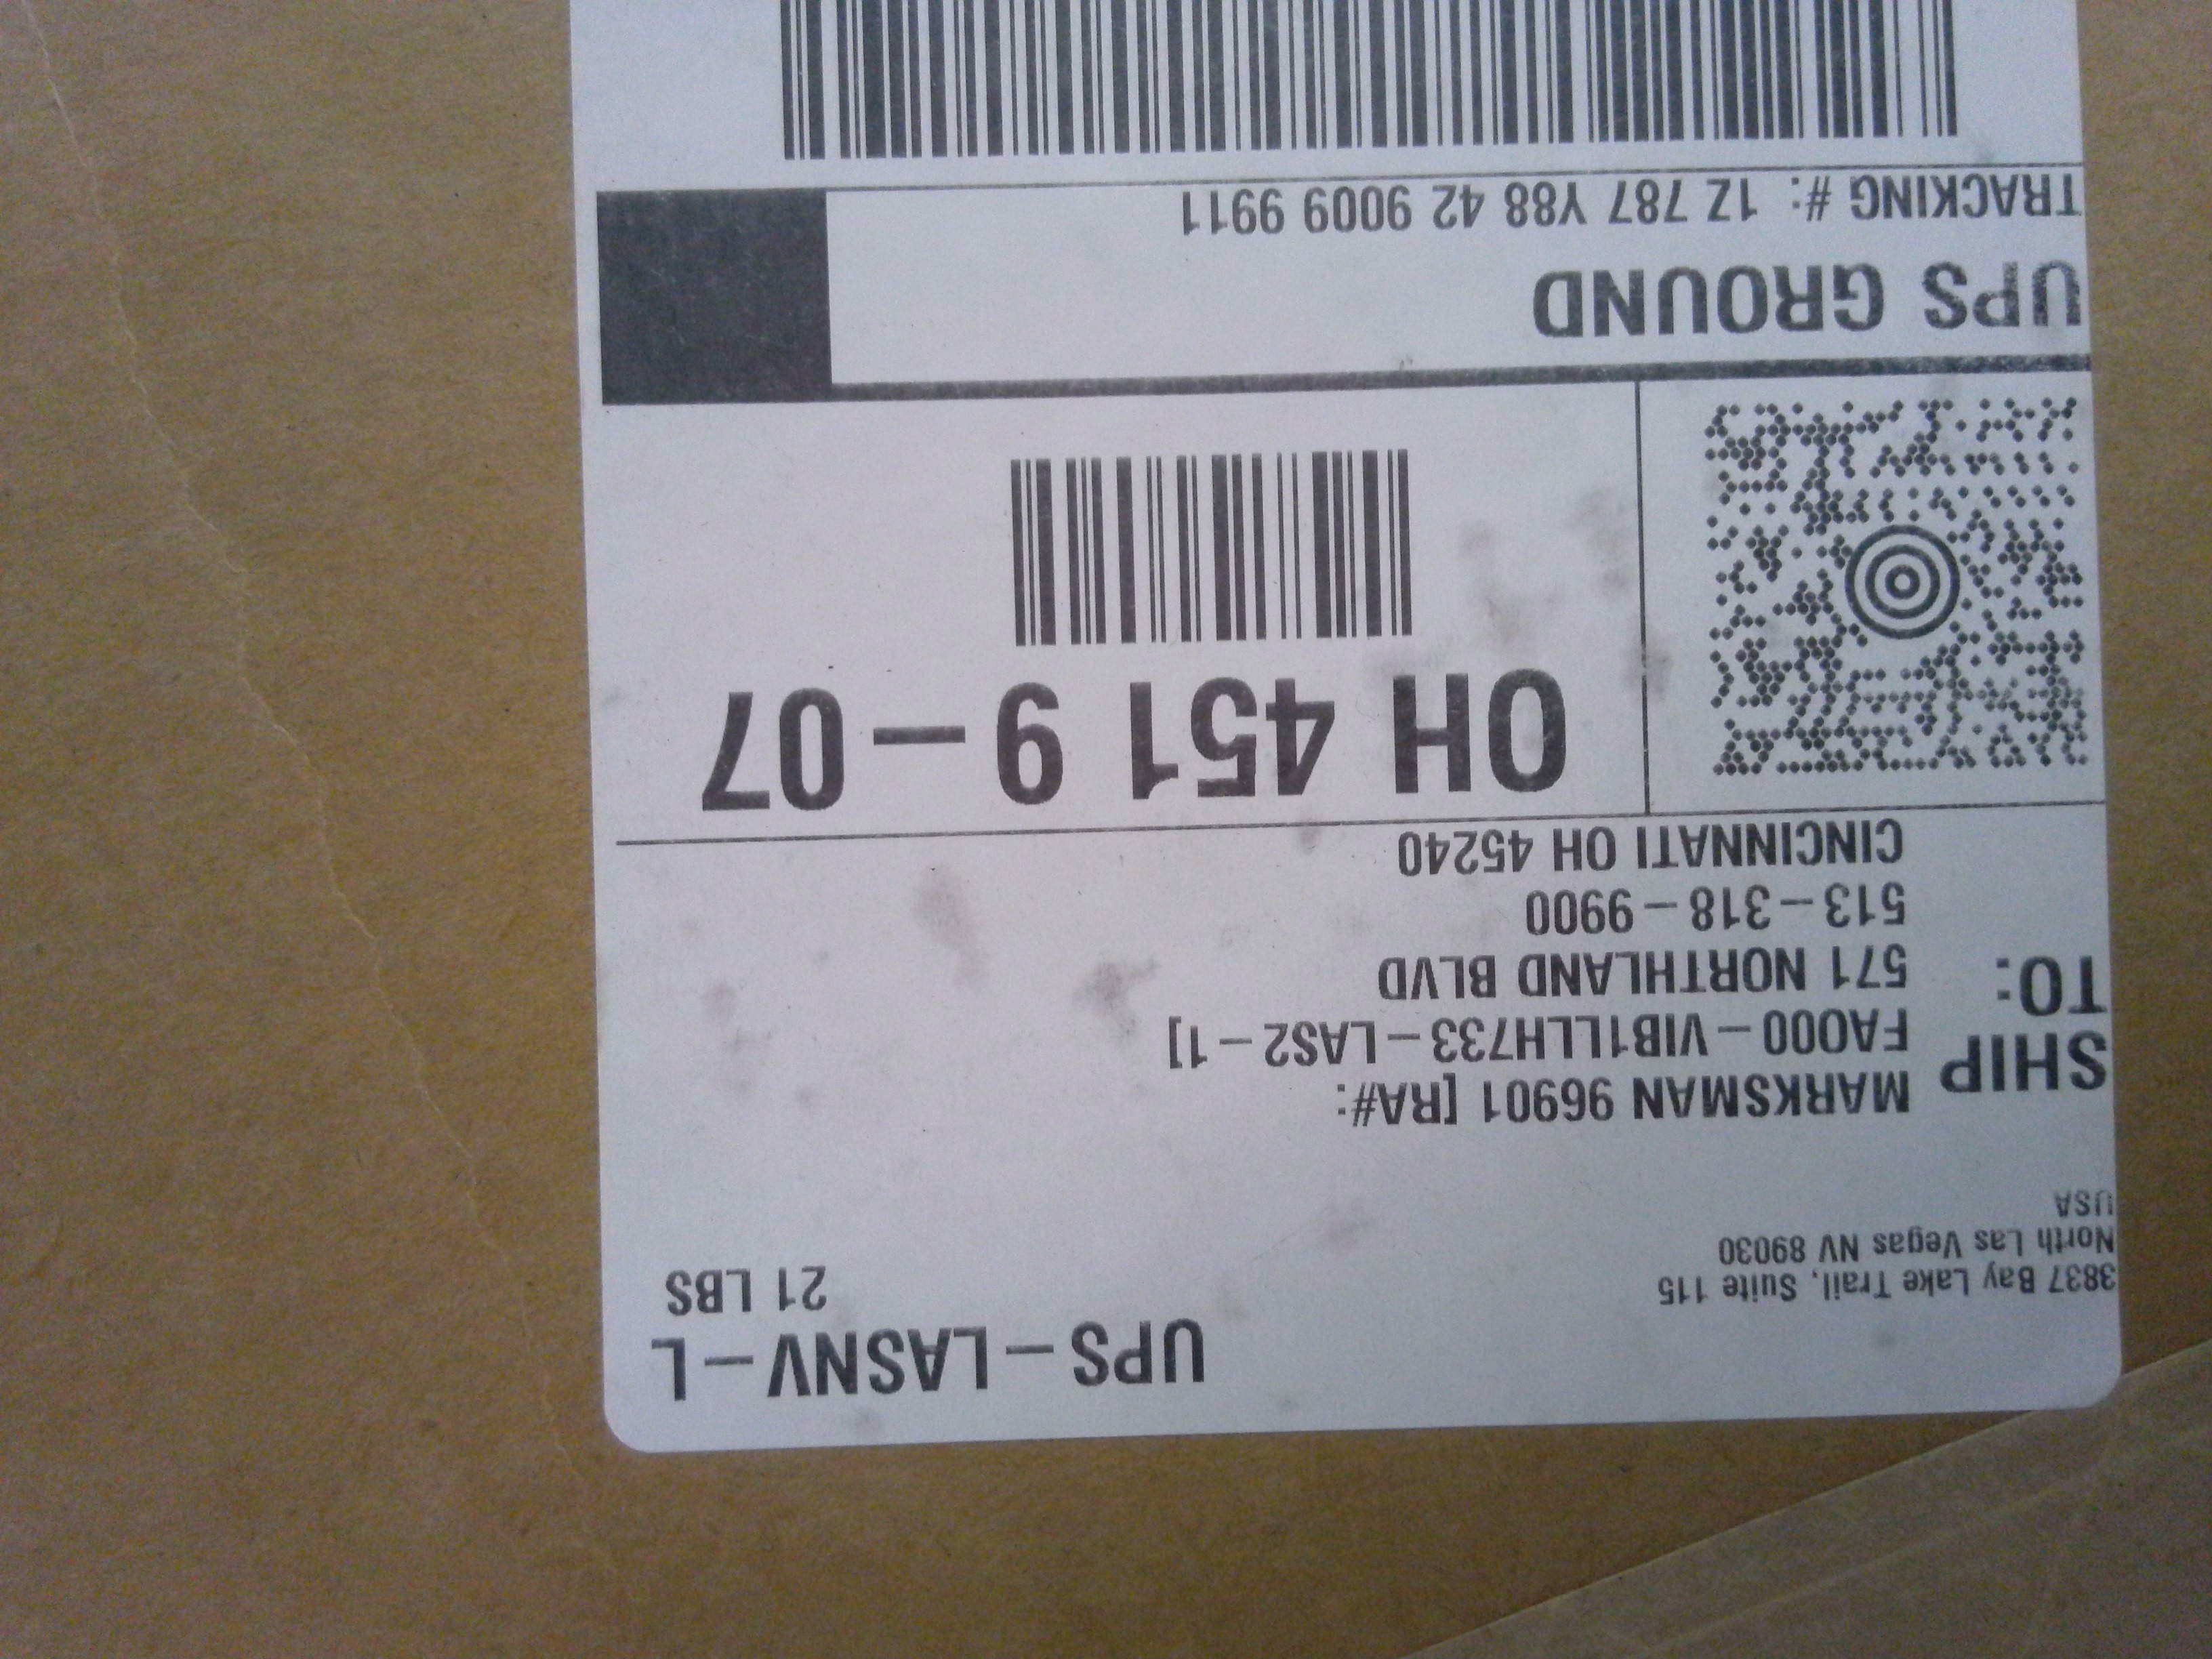 UPS-LASNV-L
21 LBS
3837 Bay Lake Trail, Suite 115
North Las Vegas NV 89030
USA
SHIP
TO:
MARKSMAN 96901 [RA#:
FAO00-VIB1LLH733-LAS2-1]
571 NORTHLAND BLVD
513-318-9900
CINCINNATI OH 45240
OH 451 9-07
UPS GROUND
TRACKING #: 1Z 787 Y88 42 9009 9911